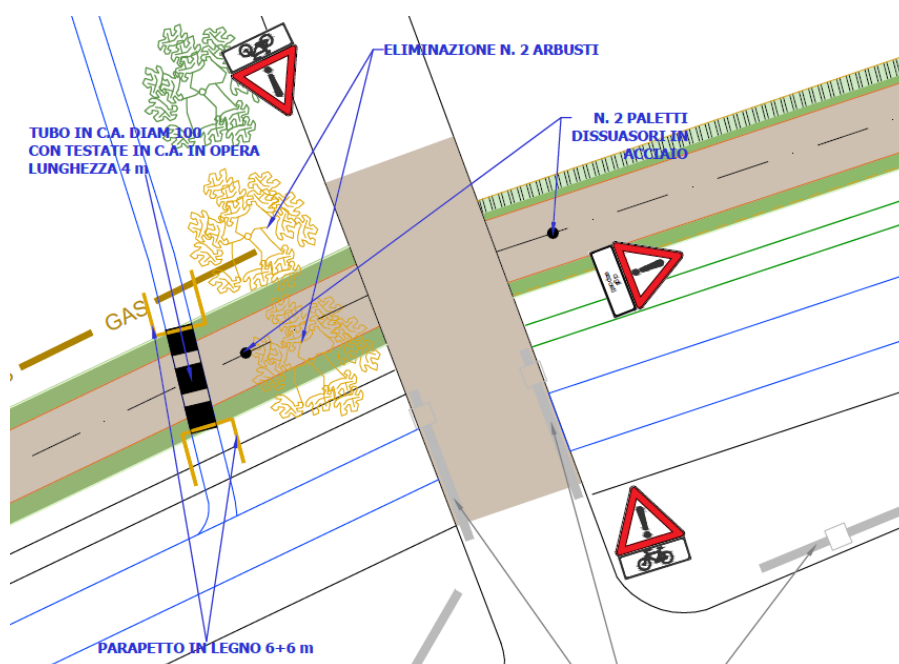 ELIMINAZIONE N. 2 ARBUSTI
N. 2 PALETTI
DISSUASORI IN
ACCIAIO
TUBO IN C.A. DIAM 100
CON TESTATE IN C.A. IN OPERA
LUNGHEZZA 4 m
GAS
PARAPETTO IN LEGNO 6+6 m